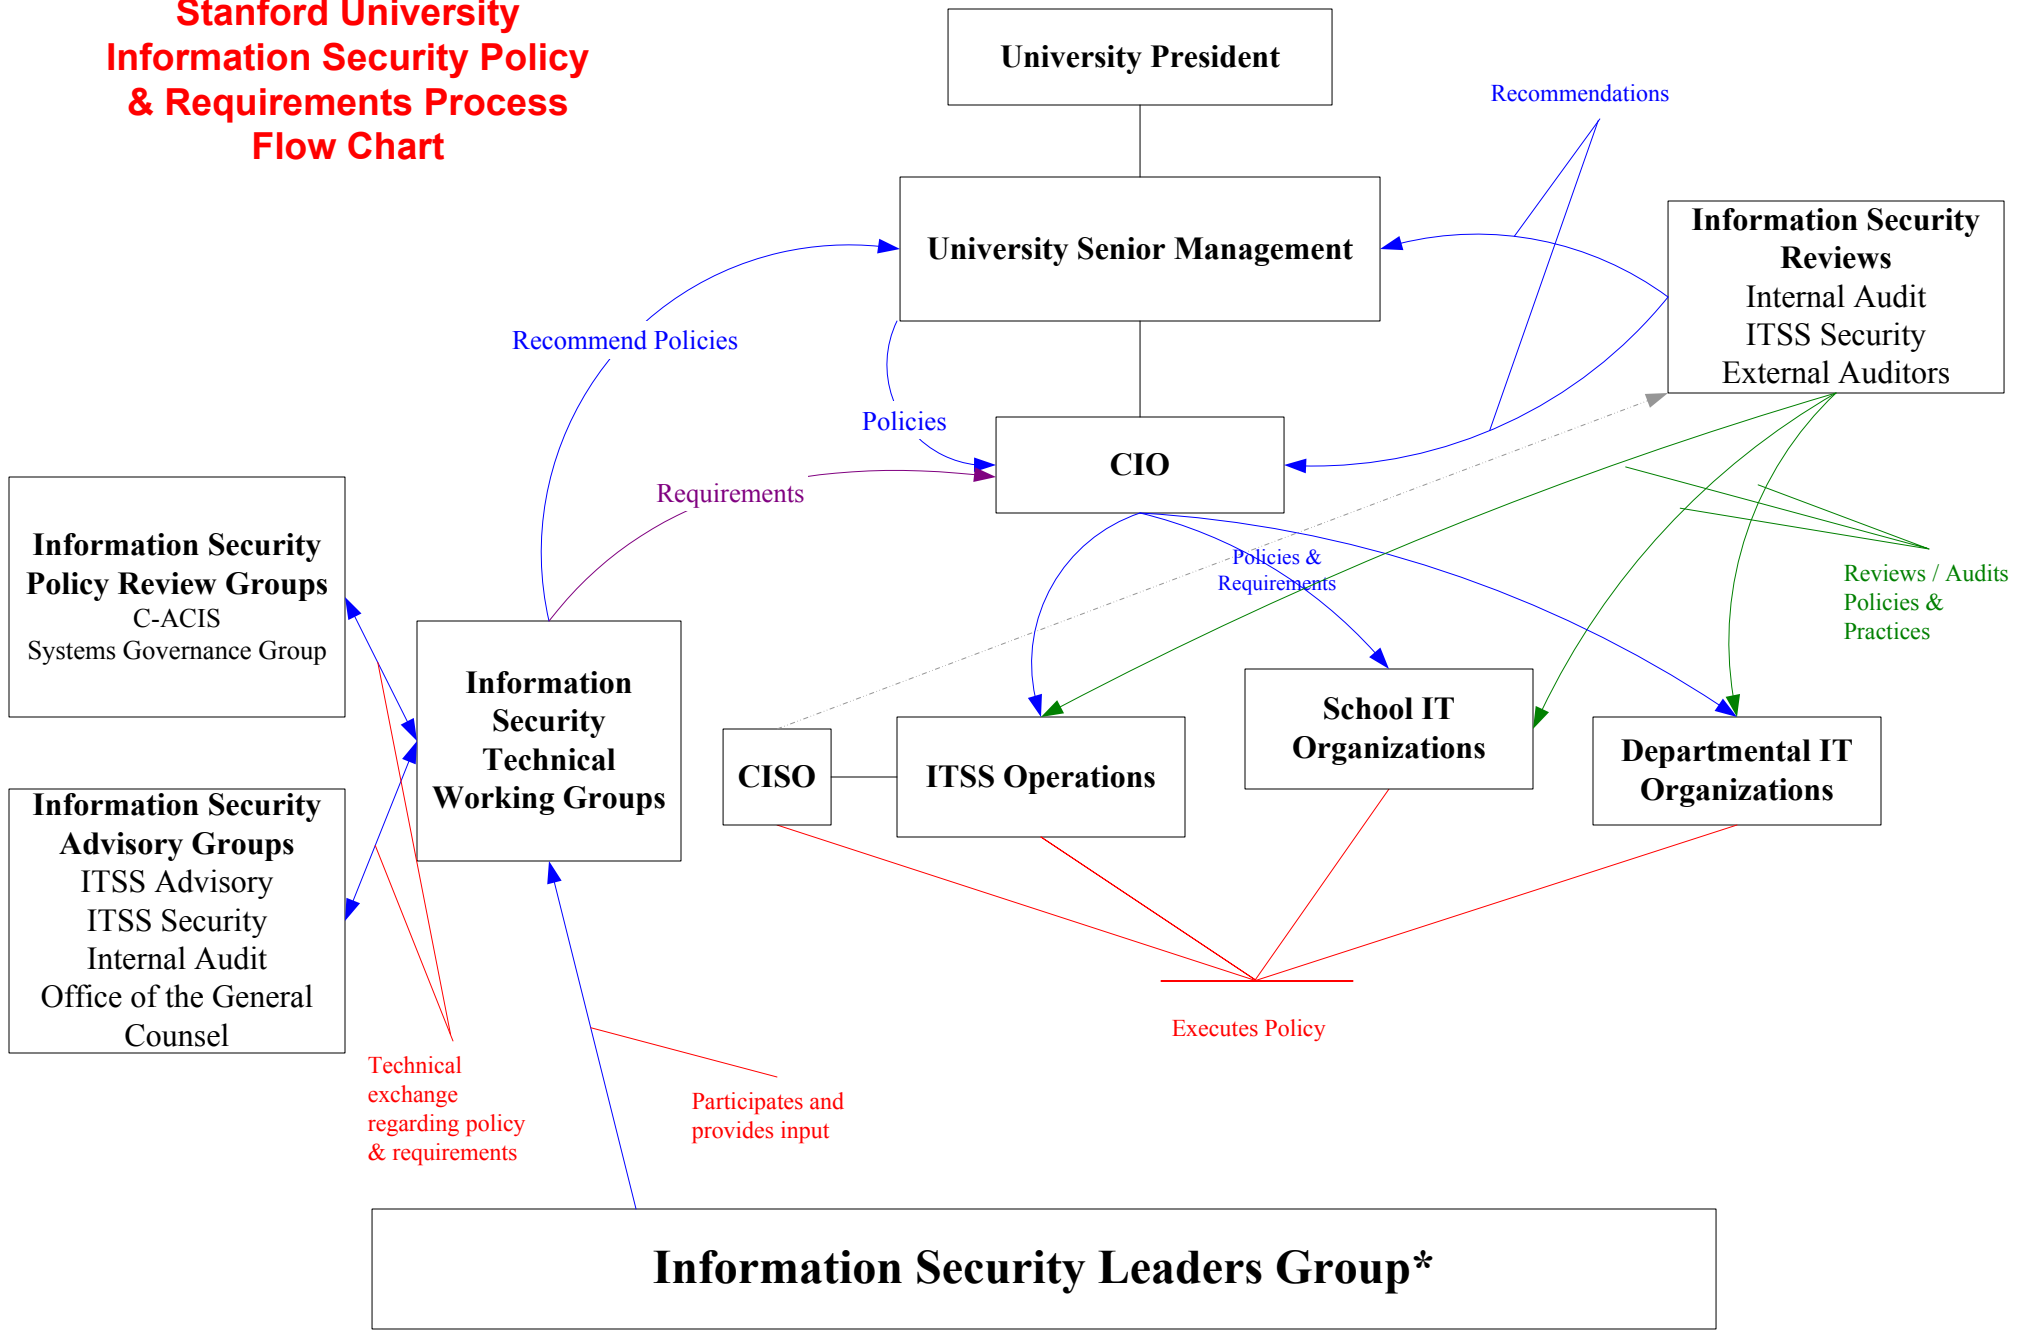 Stanford University
Information Security Policy
& Requirements Process
Flow Chart
University President
Recommendations
University Senior Management
Information Security
Reviews
Internal Audit
ITSS Security
External Auditors
Recommend Policies
Policies
CIO
Requirements
Information Security
Policy Review Groups
C-ACIS
Systems Governance Group
Policies &
Requirements
Reviews / Audits
Policies &
Practices
Information
Security
Technical
Working Groups
CISO
ITSS Operations
School IT
Organizations
Departmental IT
Organizations
Information Security
Advisory Groups
ITSS Advisory
ITSS Security
Internal Audit
Office of the General
Counsel
Executes Policy
Technical
exchange
regarding policy
& requirements
Participates and
provides input
Information Security Leaders Group*